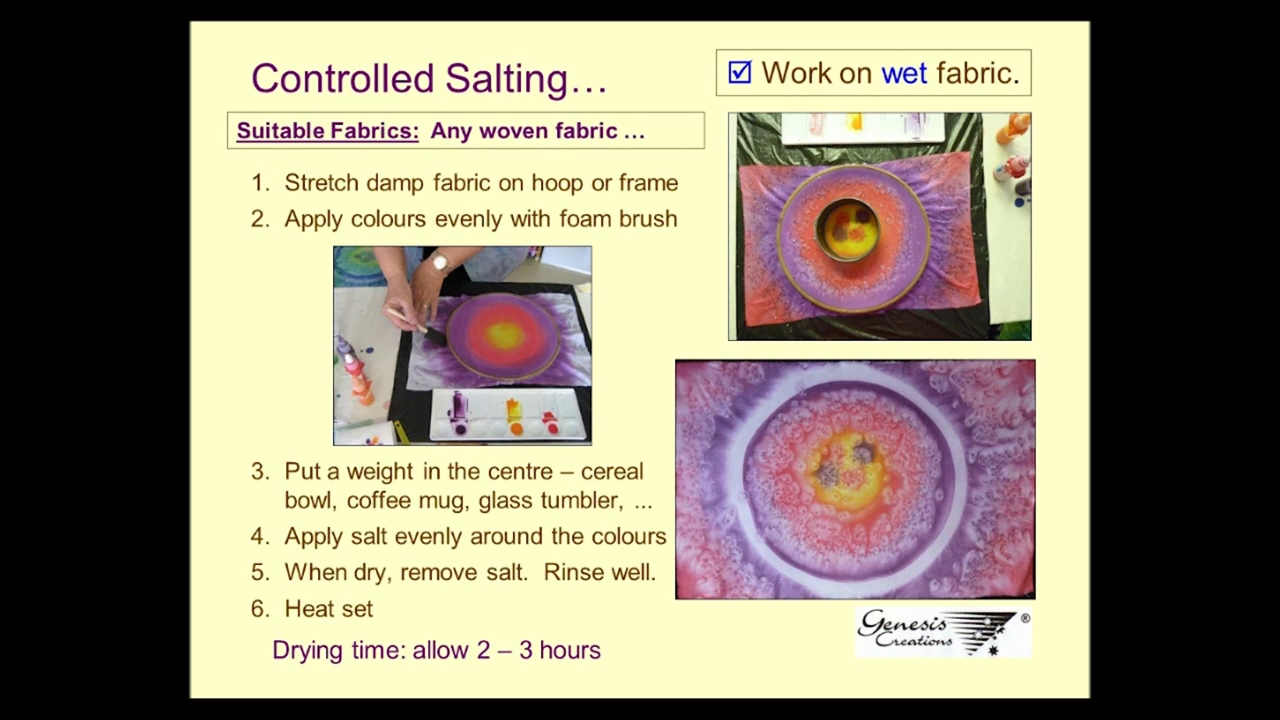 Controlled Salting…
☑ Work on wet fabric.
Suitable Fabrics: Any woven fabric …
1. Stretch damp fabric on hoop or frame
2. Apply colours evenly with foam brush
3. Put a weight in the centre – cereal
bowl, coffee mug, glass tumbler, ...
4. Apply salt evenly around the colours
5. When dry, remove salt. Rinse well.
6. Heat set
Drying time: allow 2 – 3 hours
Genesis ®
Creations